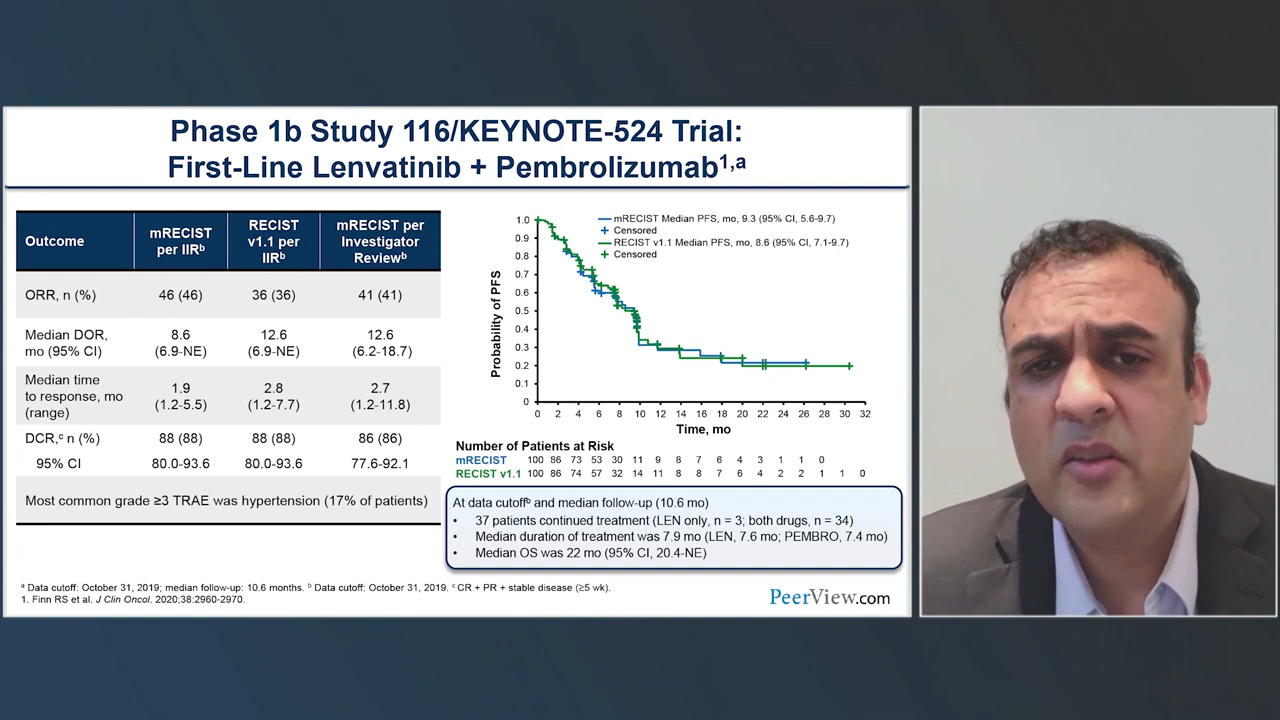 Phase 1b Study 116/KEYNOTE-524 Trial:
First-Line Lenvatinib + Pembrolizumab1,a
Outcome
mRECIST
per IIRb
RECIST
v1.1 per
IIRb
mRECIST per
Investigator
Reviewb
ORR, n (%)
46 (46)
36 (36)
41 (41)
Median DOR,
mo (95% CI)
8.6
(6.9-NE)
12.6
(6.9-NE)
12.6
(6.2-18.7)
Median time
to response, mo
(range)
1.9
(1.2-5.5)
2.8
(1.2-7.7)
2.7
(1.2-11.8)
DCR,c n (%)
88 (88)
88 (88)
86 (86)
95% CI
80.0-93.6
80.0-93.6
77.6-92.1
Most common grade ≥3 TRAE was hypertension (17% of patients)
mRECIST Median PFS, mo, 9.3 (95% CI, 5.6-9.7)
Censored
RECIST v1.1 Median PFS, mo, 8.6 (95% CI, 7.1-9.7)
Censored
Probability of PFS
1.0
0.9
0.8
0.7
0.6
0.5
0.4
0.3
0.2
0.1
0
0 2 4 6 8 10 12 14 16 18 20 22 24 26 28 30 32
Time, mo
Number of Patients at Risk
mRECIST 100 86 73 53 30 11 9 8 7 6 4 3 1 1 0
RECIST v1.1 100 86 74 57 32 14 11 8 8 7 6 4 2 2 1 1 0
At data cutoffb and median follow-up (10.6 mo)
• 37 patients continued treatment (LEN only, n = 3; both drugs, n = 34)
• Median duration of treatment was 7.9 mo (LEN, 7.6 mo; PEMBRO, 7.4 mo)
• Median OS was 22 mo (95% CI, 20.4-NE)
a Data cutoff: October 31, 2019; median follow-up: 10.6 months. b Data cutoff: October 31, 2019. c CR + PR + stable disease (≥5 wk).
1. Finn RS et al. J Clin Oncol. 2020;38:2960-2970.
PeerView.com